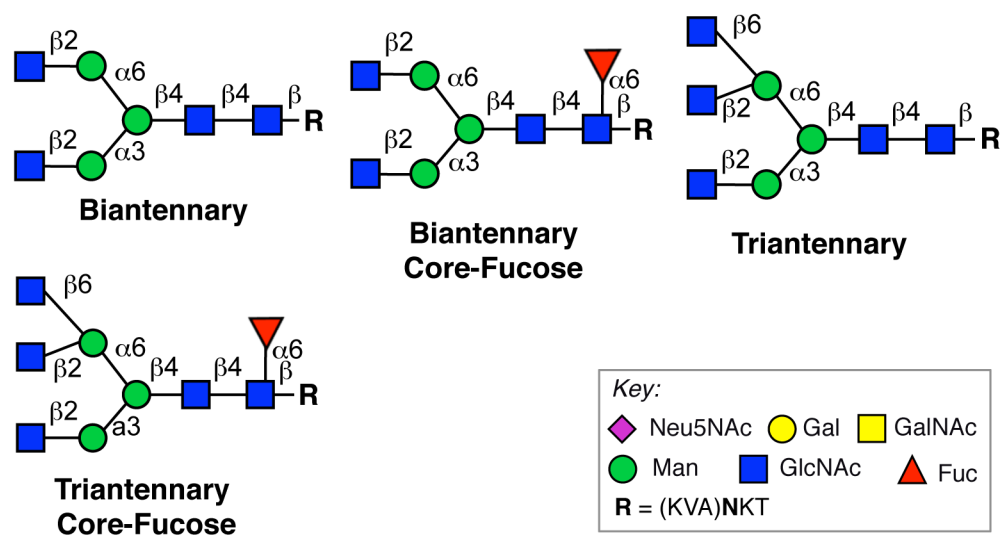 β2 α6 β4 β4 β R
β2 α3
Biantennary
β2 α6 β4 β4 α6 β R
β2 α3
Biantennary
Core-Fucose
β6
β2 α6 β4 β4 β R
β2 α3
Triantennary
β6
β2 α6 β4 β4 α6 β R
β2 a3
Triantennary
Core-Fucose
Key:
Neu5NAc Gal GalNAc
Man GlcNAc Fuc
R = (KVA)NKT